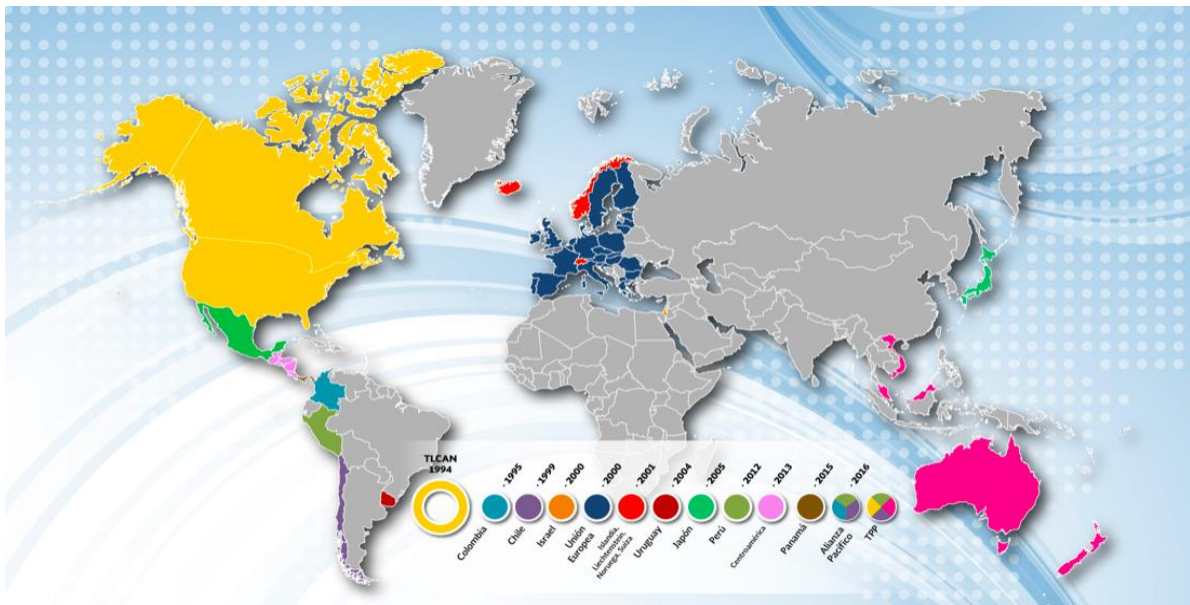 TLCAN
1994
- 1995
- 1999
- 2000
- 2000
- 2001
- 2004
- 2005
- 2012
- 2013
- 2015
- 2016
Colombia
Chile
Israel
Unión
Europea
Islandia,
Liechtenstein,
Noruega, Suiza
Uruguay
Japón
Perú
Centroamérica
Panamá
Alianza
Pacífico
TPP